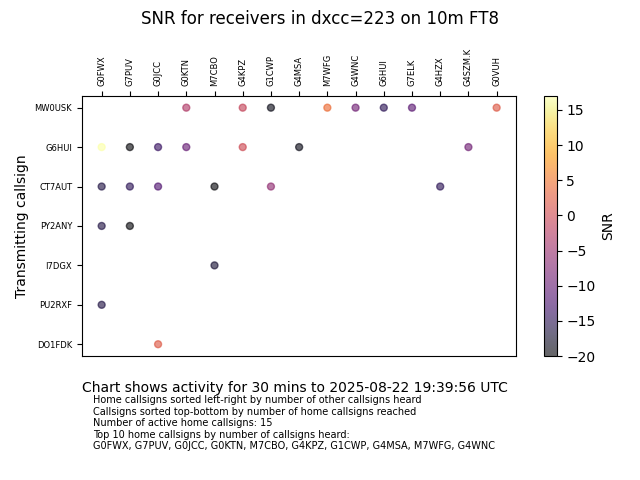 SNR for receivers in dxcc=223 on 10m FT8
G0FWX G7PUV G0JCC G0KTN M7CBO G4KPZ G1CWP G4MSA M7WFG G4WNC G6HUI G7ELK G4HZX G4SZM.K G0VUH
MW0USK
G6HUI
CT7AUT
PY2ANY
I7DGX
PU2RXF
DO1FDK
Transmitting callsign
15
10
5
0
−5
−10
−15
−20
SNR
Chart shows activity for 30 mins to 2025-08-22 19:39:56 UTC
Home callsigns sorted left-right by number of other callsigns heard
Callsigns sorted top-bottom by number of home callsigns reached
Number of active home callsigns: 15
Top 10 home callsigns by number of callsigns heard:
G0FWX, G7PUV, G0JCC, G0KTN, M7CBO, G4KPZ, G1CWP, G4MSA, M7WFG, G4WNC